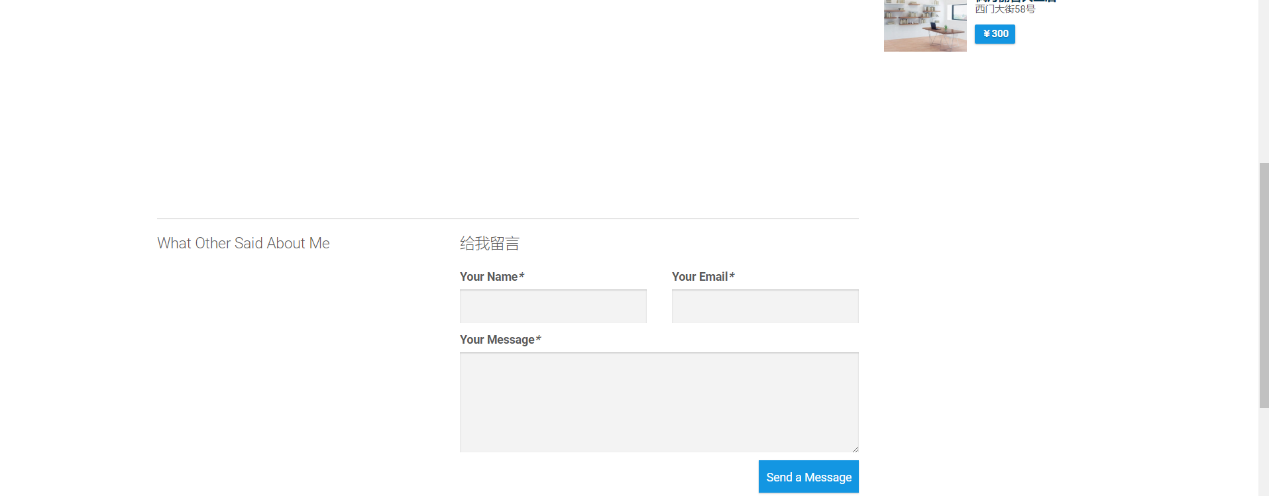 西门大街58号
¥300
What Other Said About Me
给我留言
Your Name*
Your Email*
Your Message*
Send a Message